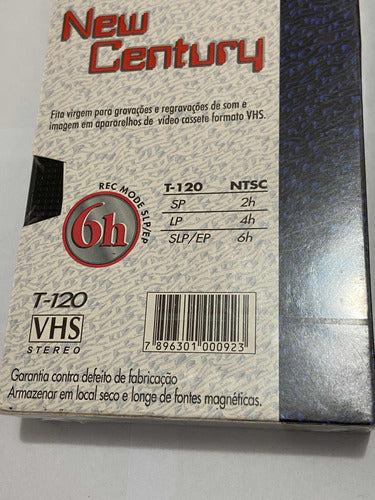 New
Century
Fita virgem para gravações e regravações de som e
imagem em apararelhos de vídeo cassete formato VHS.
REC MODE SLP/EP
6h
T-120 NTSC
SP 2h
LP 4h
SLP/EP 6h
T-120
VHS
STEREO
7 896301 000923
Garantia contra defeito de fabricação
Armazenar em local seco e longe de fontes magnéticas.